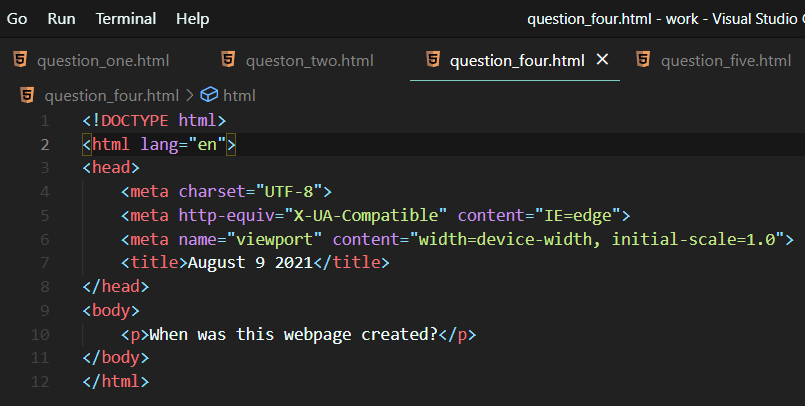 Go Run Terminal Help question_four.html - work - Visual Studio
question_one.html queston_two.html question_four.html × question_five.html
question_four.html > html
1 <!DOCTYPE html>
2 <html lang="en">
3 <head>
4 <meta charset="UTF-8">
5 <meta http-equiv="X-UA-Compatible" content="IE=edge">
6 <meta name="viewport" content="width=device-width, initial-scale=1.0">
7 <title>August 9 2021</title>
8 </head>
9 <body>
10 <p>When was this webpage created?</p>
11 </body>
12 </html>